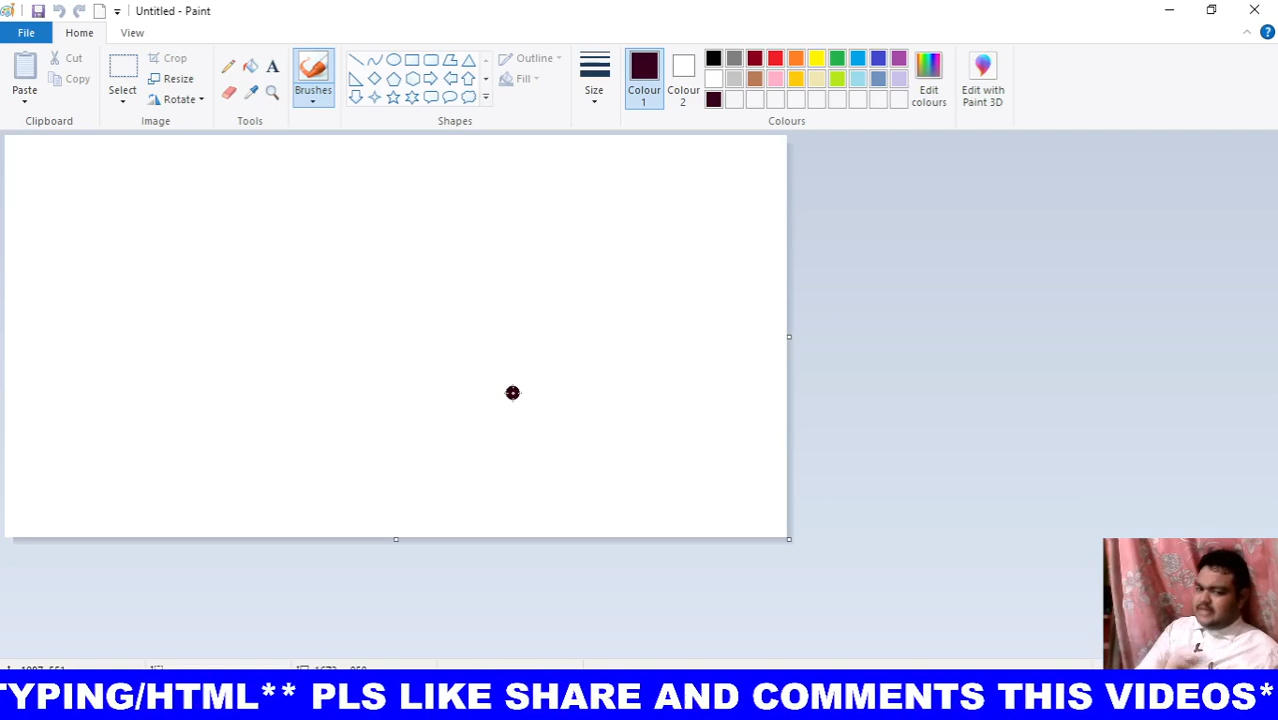 Untitled - Paint
File
Home
View
Paste
Cut
Copy
Clipboard
Select
Crop
Resize
Rotate
Image
A
Tools
Brushes
Outline
Fill
Shapes
Size
Colour
1
Colour
2
Edit
colours
Colours
Edit with
Paint 3D
TYPING/HTML** PLS LIKE SHARE AND COMMENTS THIS VIDEOS*